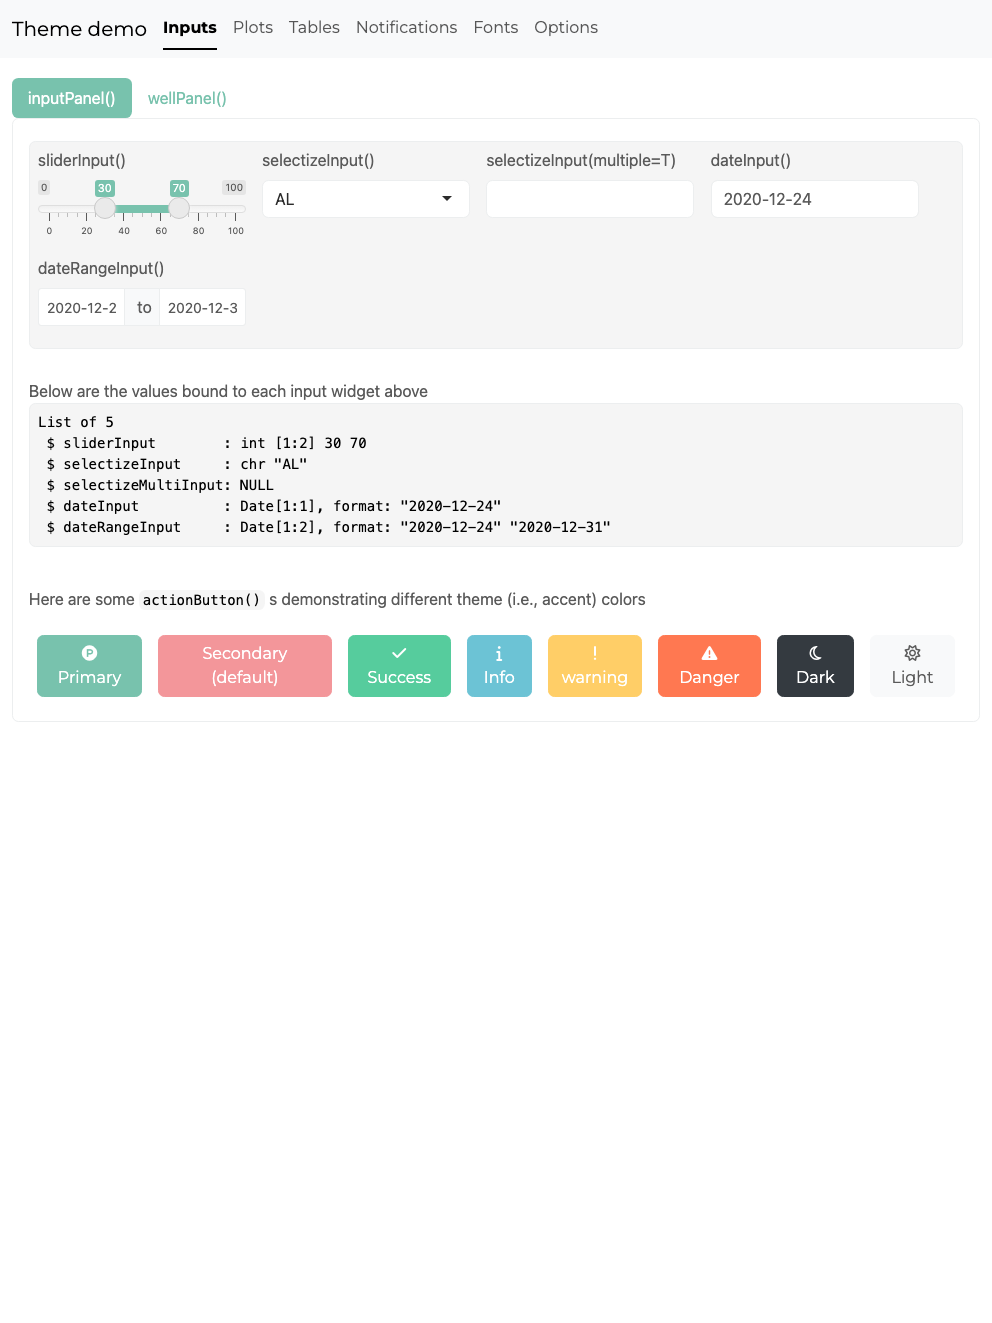 Theme demo Inputs Plots Tables Notifications Fonts Options
inputPanel() wellPanel()
sliderInput() selectizeInput() selectizeInput(multiple=T) dateInput()
0 30 70 100
AL 2020-12-24
0 20 40 60 80 100
dateRangeInput()
2020-12-2 to 2020-12-3
Below are the values bound to each input widget above
List of 5
 $ sliderInput        : int [1:2] 30 70
 $ selectizeInput     : chr "AL"
 $ selectizeMultiInput: NULL
 $ dateInput          : Date[1:1], format: "2020-12-24"
 $ dateRangeInput     : Date[1:2], format: "2020-12-24" "2020-12-31"
Here are some actionButton() s demonstrating different theme (i.e., accent) colors
Primary
Secondary
(default)
Success
Info
warning
Danger
Dark
Light